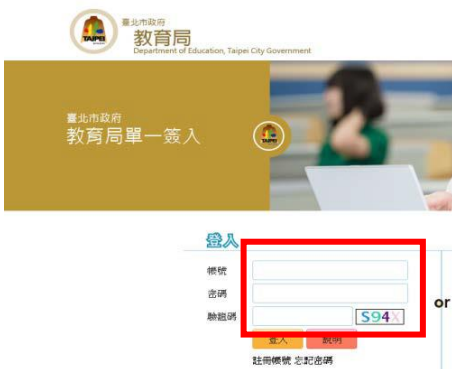 臺北市政府
教育局
Department of Education, Taipei City Government
TAIPEI
臺北市政府
教育局單一簽入
TAIPEI
登入
帳號
密碼
驗證碼
S94X
or
登入 說明
註冊帳號 忘記密碼